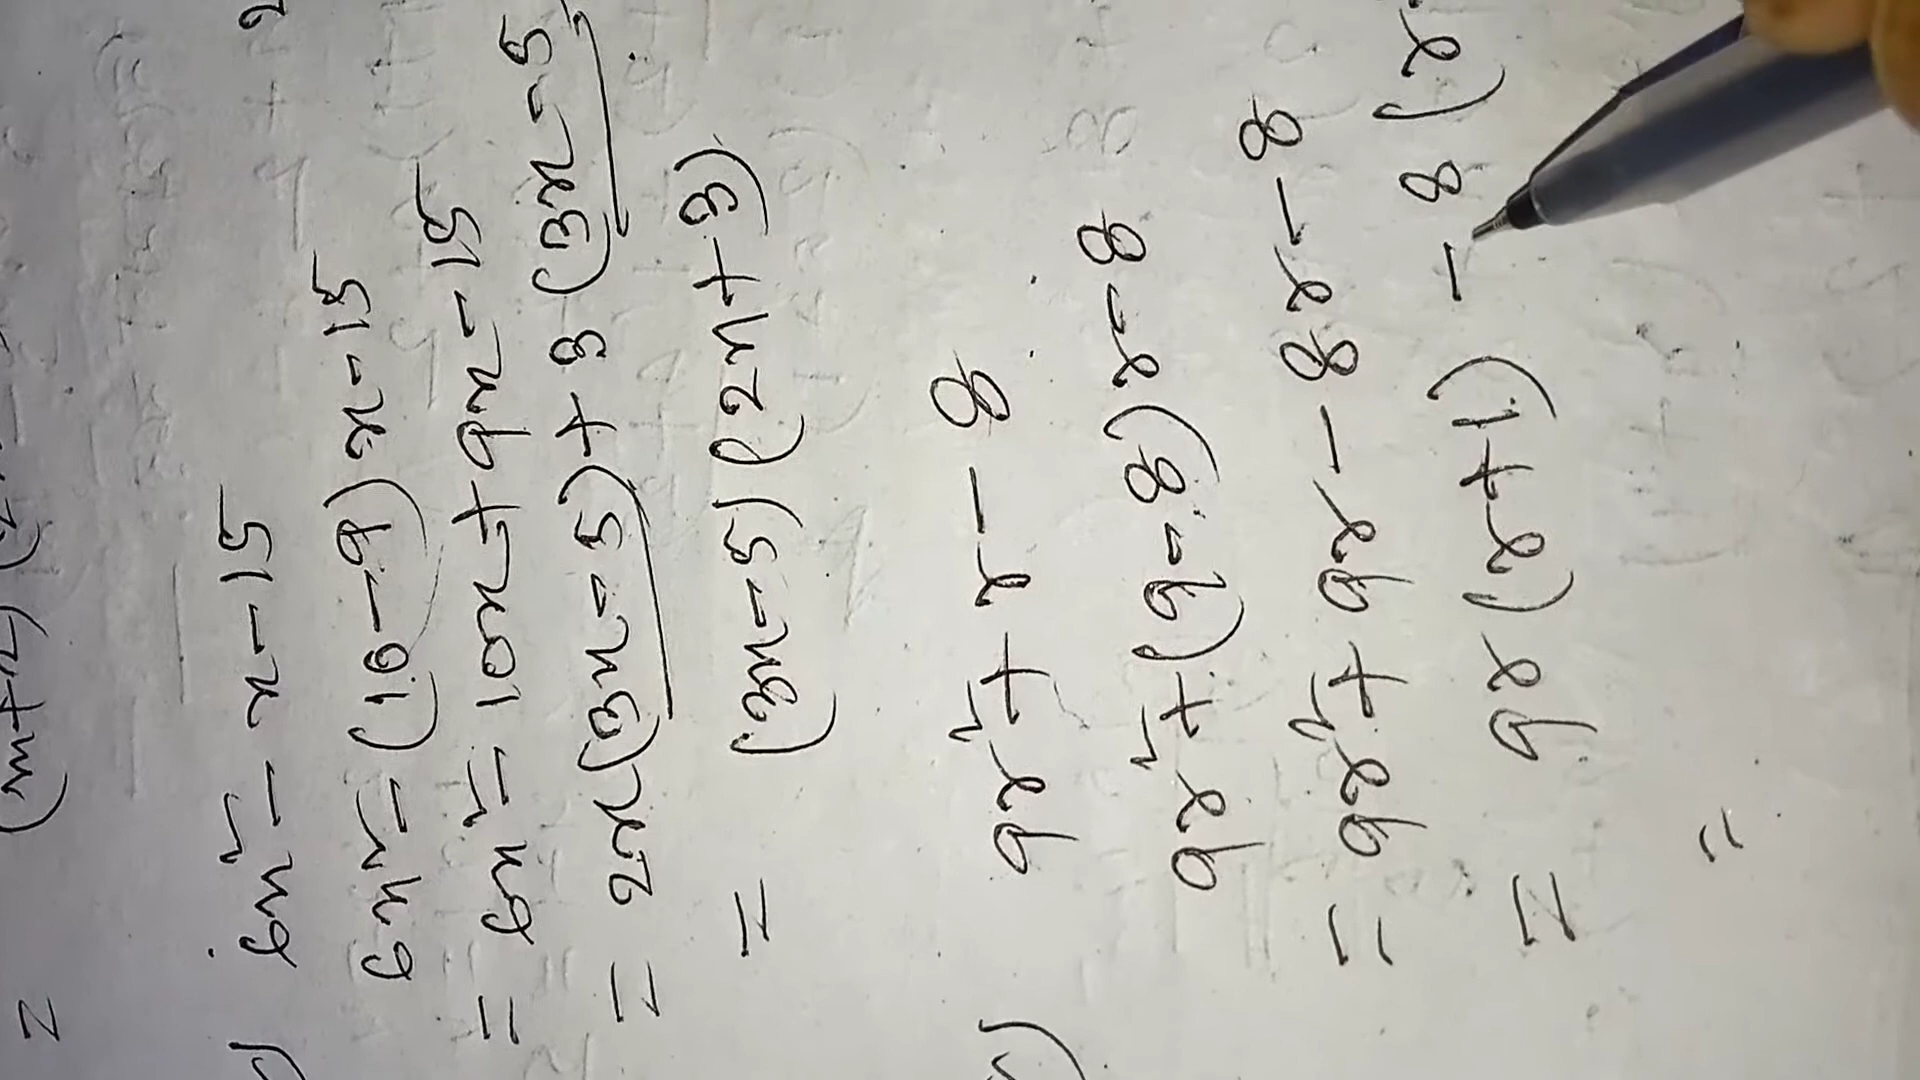 = (m+4)(
6x² - x - 15
6x² = (10-9)x - 15
= 6x² = 10x + 9x - 15
= 2x(3x-5) + 3(3x-5
= (3x-5)(2x+3)
9x² + x - 8
9x² + (9-8)x - 8
= 9x² + 9x - 8x - 8
= 9x(x+1) - 8(x
=